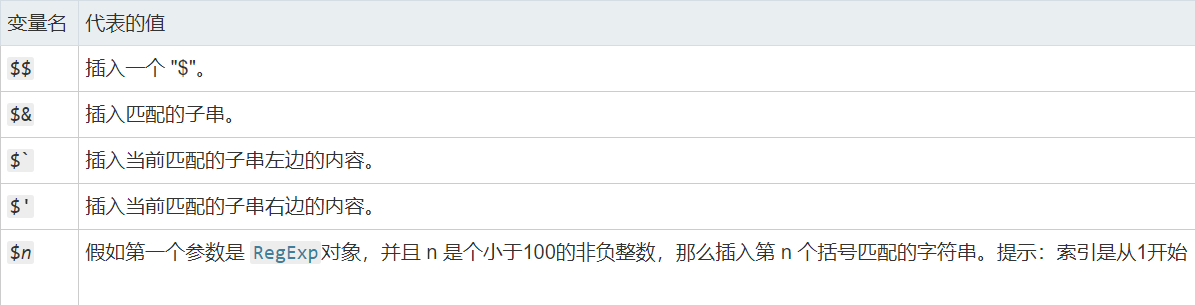 变量名 代表的值
$$ 插入一个 "$"。
$& 插入匹配的子串。
$` 插入当前匹配的子串左边的内容。
$' 插入当前匹配的子串右边的内容。
$n 假如第一个参数是 RegExp对象，并且 n 是个小于100的非负整数，那么插入第 n 个括号匹配的字符串。提示：索引是从1开始